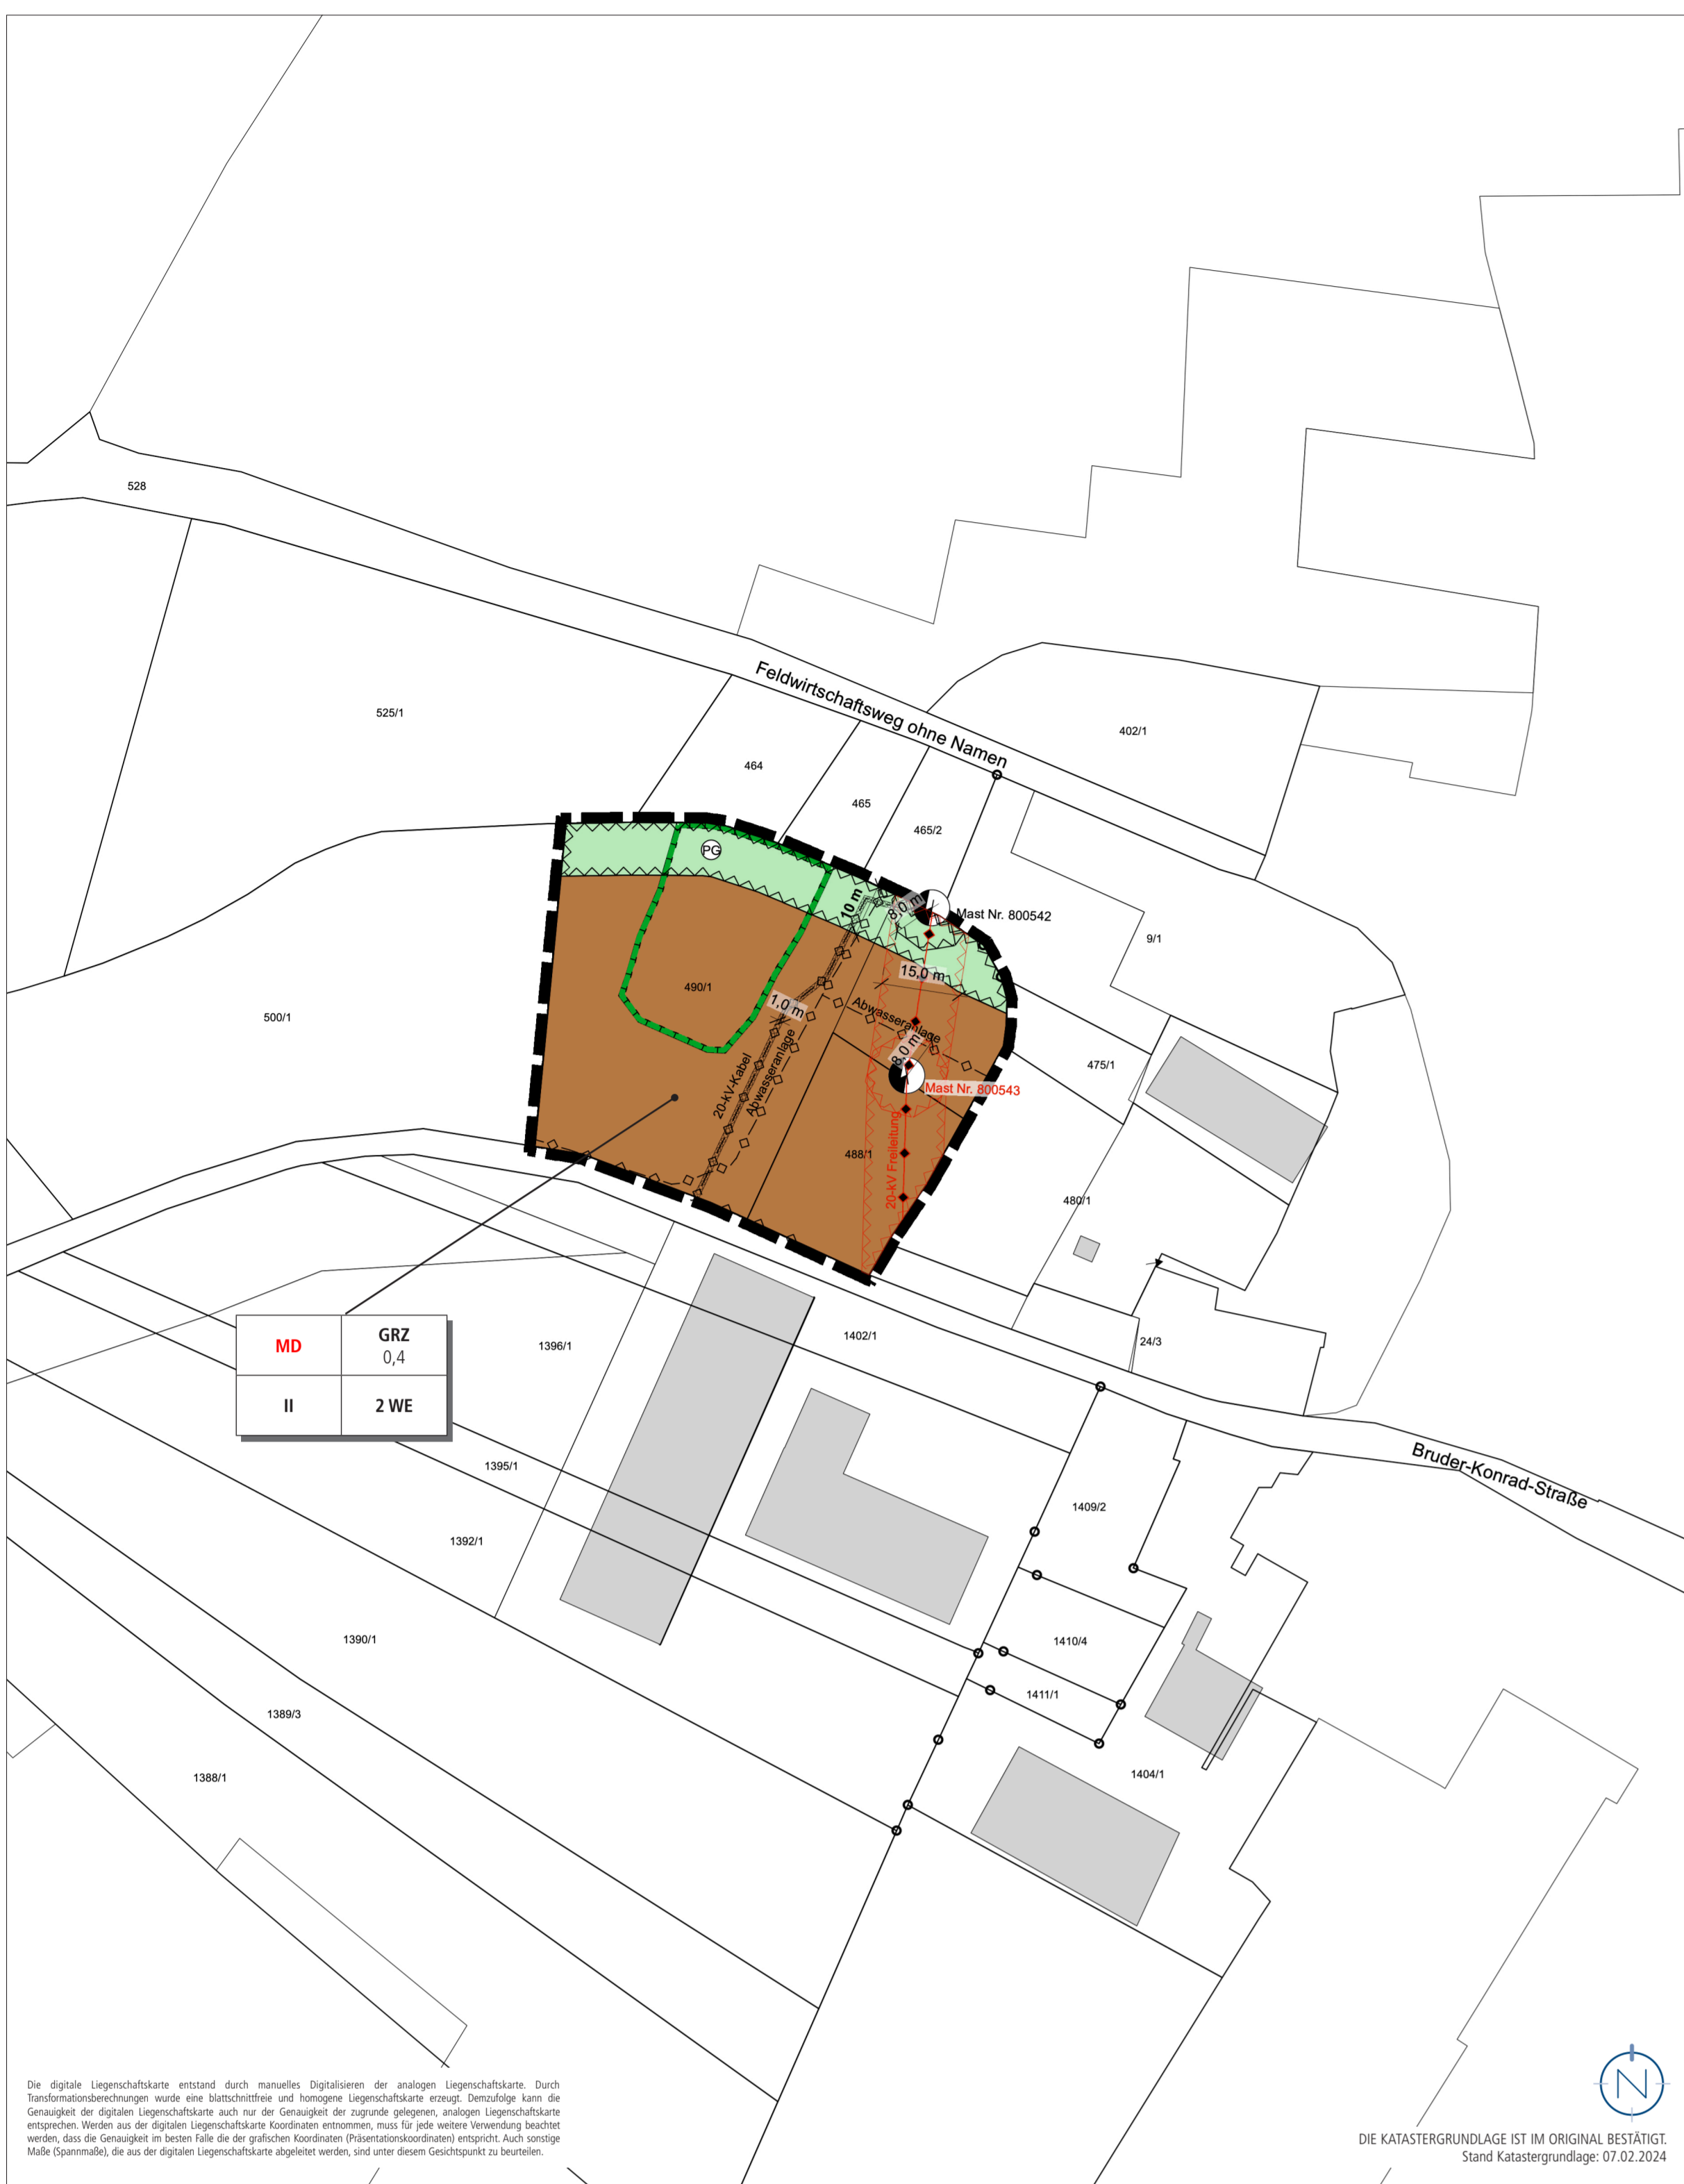 528
525/1
Feldwirtschaftsweg ohne Namen
402/1
464
465
465/2
PG
10 m
8,0 m
Mast Nr. 800542
9/1
15,0 m
490/1
1,0 m
Abwasseranlage
500/1
8,0 m
475/1
20-kV-Kabel
Abwasseranlage
Mast Nr. 800543
20-kV Freileitung
488/1
480/1
MD
GRZ
0,4
II
2 WE
1396/1
1402/1
24/3
Bruder-Konrad-Straße
1395/1
1409/2
1392/1
1390/1
1410/4
1411/1
1389/3
1388/1
1404/1
Die digitale Liegenschaftskarte entstand durch manuelles Digitalisieren der analogen Liegenschaftskarte. Durch
Transformationsberechnungen wurde eine blattschnittfreie und homogene Liegenschaftskarte erzeugt. Demzufolge kann die
Genauigkeit der digitalen Liegenschaftskarte auch nur der Genauigkeit der zugrunde gelegenen, analogen Liegenschaftskarte
entsprechen. Werden aus der digitalen Liegenschaftskarte Koordinaten entnommen, muss für jede weitere Verwendung beachtet
werden, dass die Genauigkeit im besten Falle die der grafischen Koordinaten (Präsentationskoordinaten) entspricht. Auch sonstige
Maße (Spannmaße), die aus der digitalen Liegenschaftskarte abgeleitet werden, sind unter diesem Gesichtspunkt zu beurteilen.
N
DIE KATASTERGRUNDLAGE IST IM ORIGINAL BESTÄTIGT.
Stand Katastergrundlage: 07.02.2024